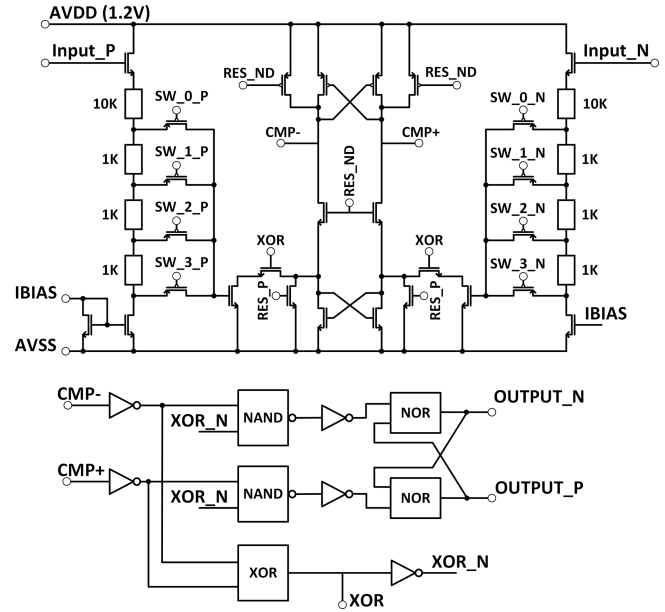 AVDD (1.2V)
Input_P
Input_N
RES_ND
RES_ND
10K
SW_0_P
SW_0_N
10K
CMP-
CMP+
1K
SW_1_P
RES_ND
SW_1_N
1K
1K
SW_2_P
SW_2_N
1K
XOR
XOR
1K
SW_3_P
SW_3_N
1K
RES_P
RES_P
IBIAS
IBIAS
AVSS
CMP-
XOR_N
NAND
NOR
OUTPUT_N
CMP+
XOR_N
NAND
NOR
OUTPUT_P
XOR
XOR_N
XOR